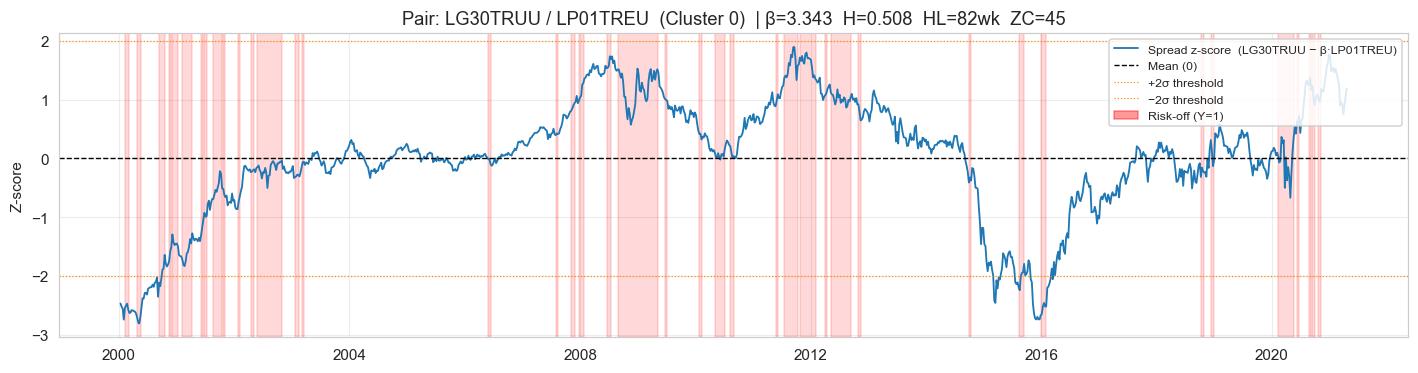 Pair: LG30TRUU / LP01TREU  (Cluster 0)  | β=3.343  H=0.508  HL=82wk  ZC=45
Spread z-score  (LG30TRUU − β·LP01TREU)
Mean (0)
+2σ threshold
−2σ threshold
Risk-off (Y=1)
Z-score
2
1
0
−1
−2
−3
2000
2004
2008
2012
2016
2020